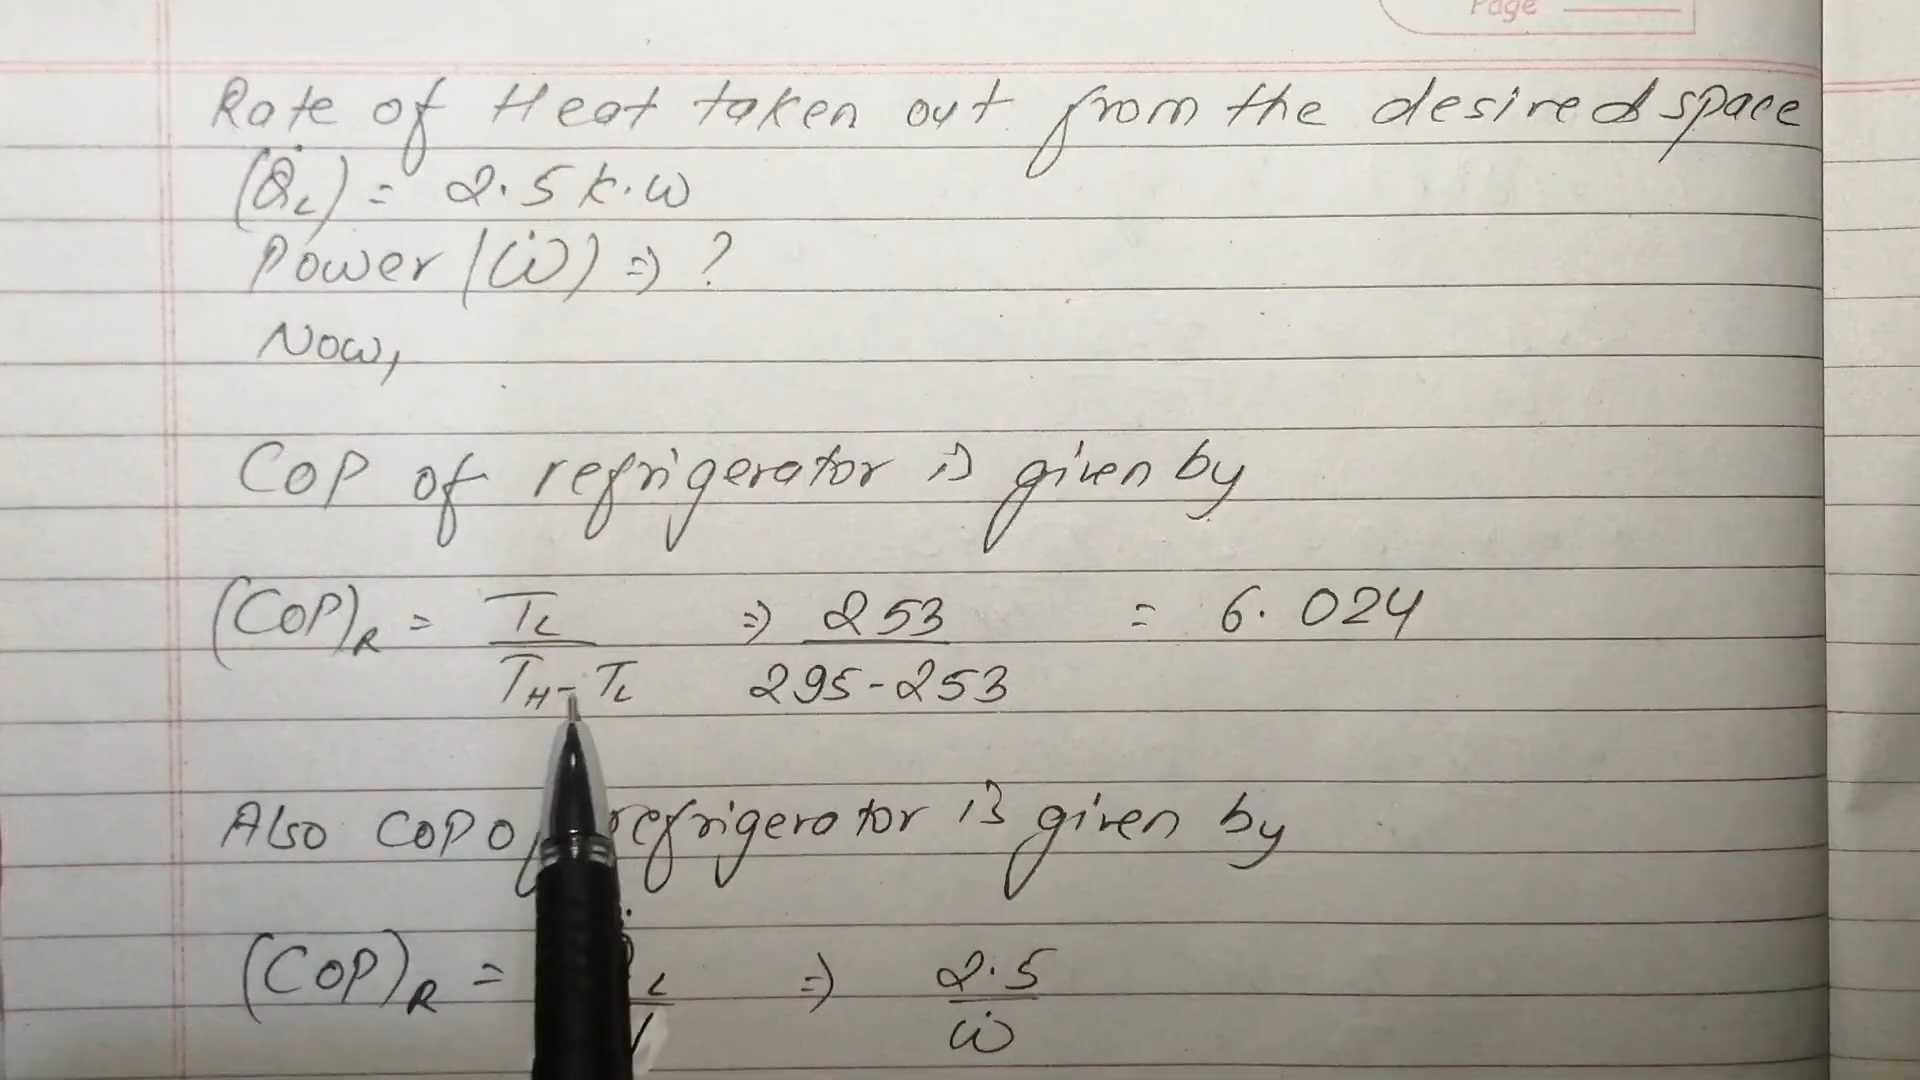 Page
Rate of Heat taken out from the desired space
(Q̇L) = 2.5 k.w
Power (Ẇ) => ?
Now,
COP of refrigerator is given by
(COP)R = TL / TH - TL => 253 / 295 - 253 = 6.024
Also COP refrigerator is given by
(COP)R = => 2.5 / Ẇ